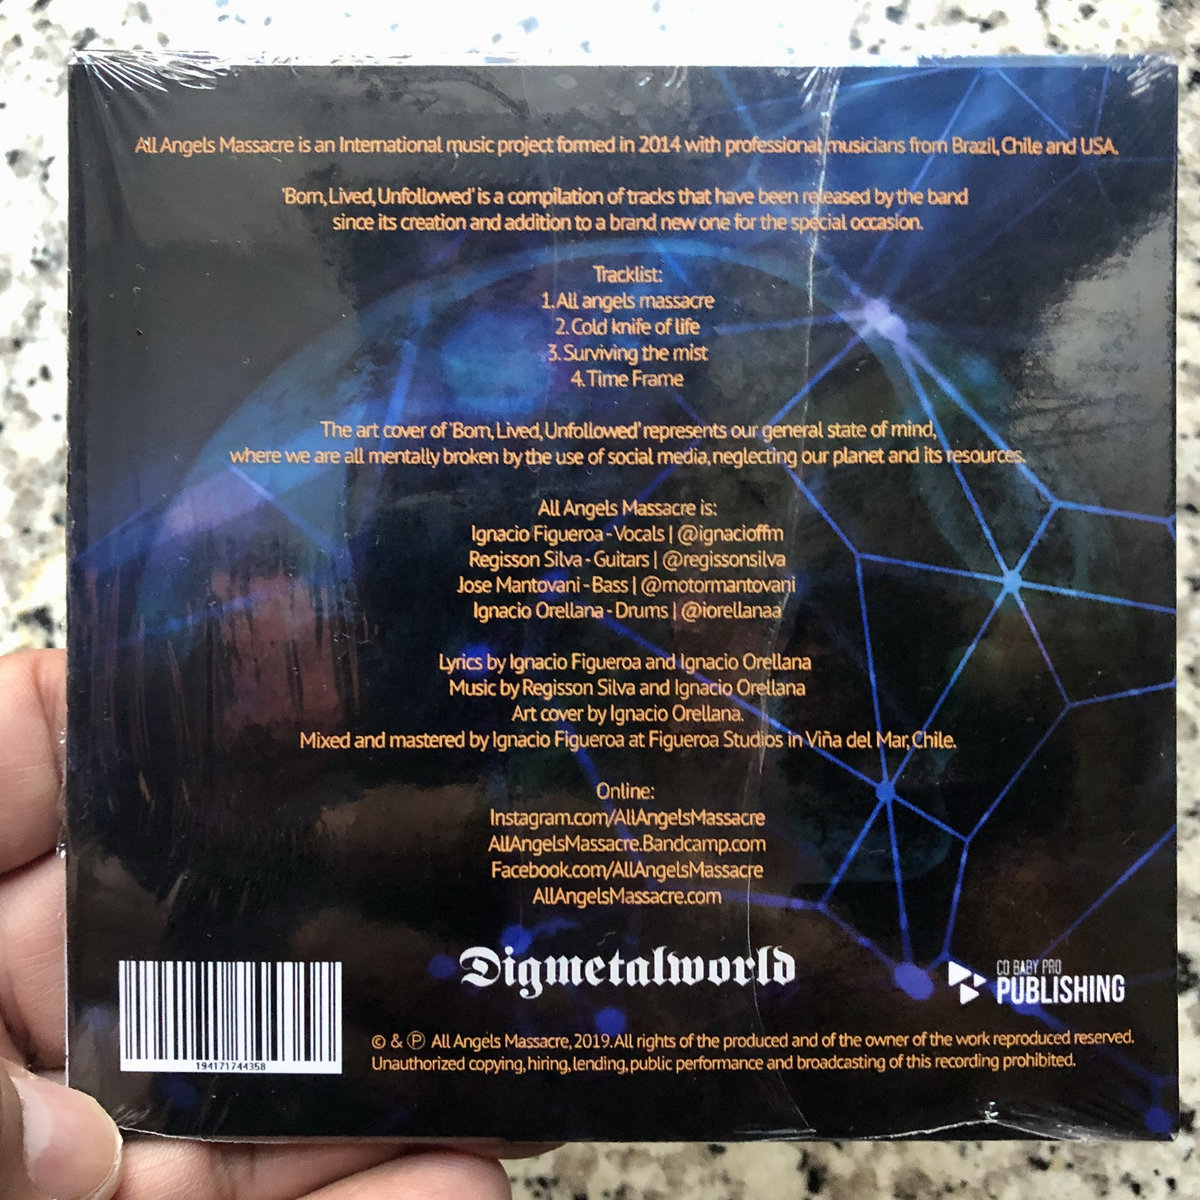 All Angels Massacre is an International music project formed in 2014 with professional musicians from Brazil, Chile and USA.
'Born, Lived, Unfollowed' is a compilation of tracks that have been released by the band
since its creation and addition to a brand new one for the special occasion.
Tracklist:
1. All angels massacre
2. Cold knife of life
3. Surviving the mist
4. Time Frame
The art cover of 'Born, Lived, Unfollowed' represents our general state of mind,
where we are all mentally broken by the use of social media, neglecting our planet and its resources.
All Angels Massacre is:
Ignacio Figueroa - Vocals | @ignacioffm
Regisson Silva - Guitars | @regissonsilva
Jose Mantovani - Bass | @motormantovani
Ignacio Orellana - Drums | @iorellanaa
Lyrics by Ignacio Figueroa and Ignacio Orellana
Music by Regisson Silva and Ignacio Orellana
Art cover by Ignacio Orellana.
Mixed and mastered by Ignacio Figueroa at Figueroa Studios in Viña del Mar, Chile.
Online:
Instagram.com/AllAngelsMassacre
AllAngelsMassacre.Bandcamp.com
Facebook.com/AllAngelsMassacre
AllAngelsMassacre.com
Digmetalworld
CD BABY PRO
PUBLISHING
194171744358
© & ℗ All Angels Massacre, 2019. All rights of the produced and of the owner of the work reproduced reserved.
Unauthorized copying, hiring, lending, public performance and broadcasting of this recording prohibited.